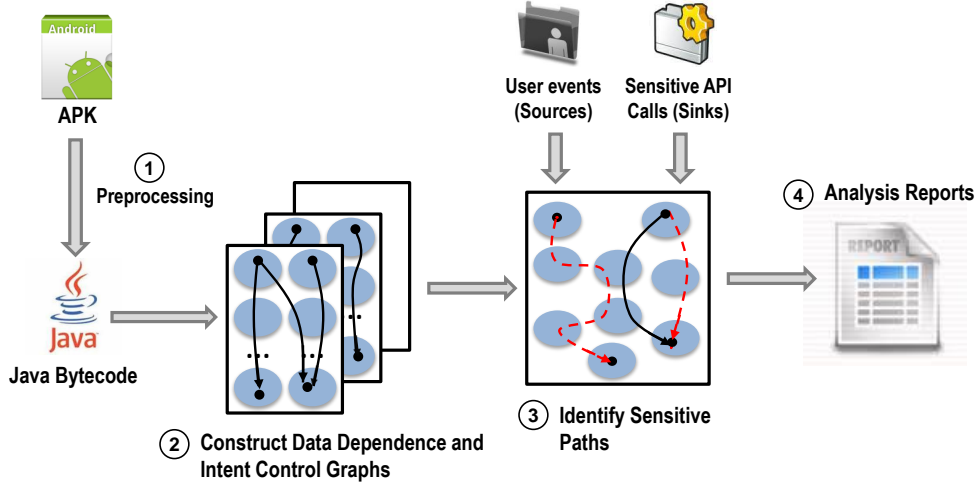 Android
APK
1
Preprocessing
Java
Java Bytecode
....
....
..
2
Construct Data Dependence and
Intent Control Graphs
User events
(Sources)
Sensitive API
Calls (Sinks)
3
Identify Sensitive
Paths
4
Analysis Reports
REPORT